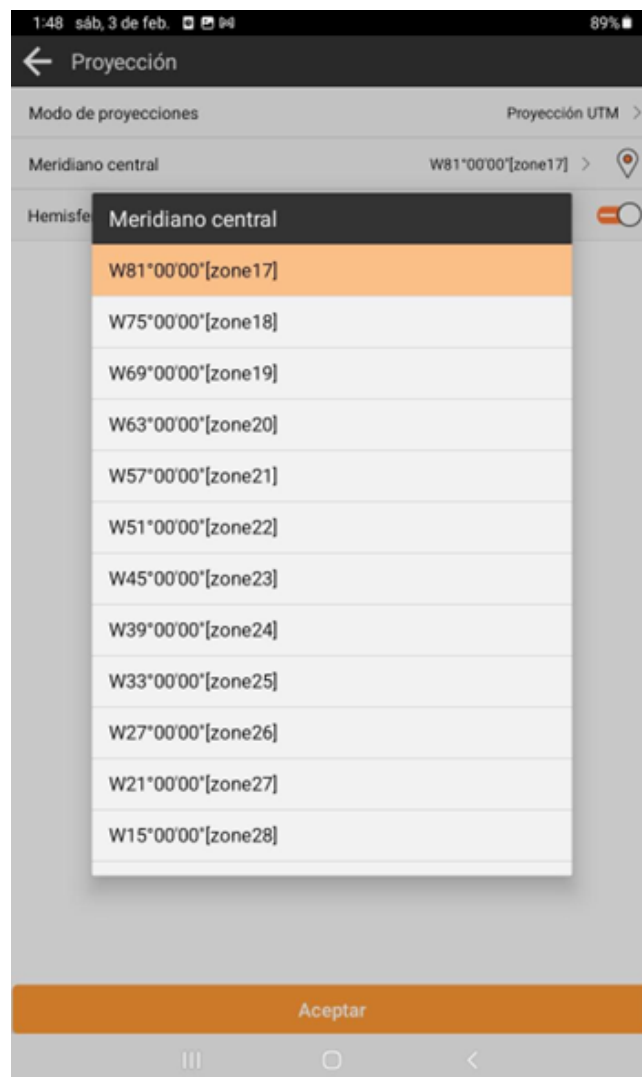 1:48 sáb, 3 de feb. 89%
Proyección
Modo de proyecciones Proyección UTM >
Meridiano central W81°00'00"[zone17] >
Hemisfe
Meridiano central
W81°00'00"[zone17]
W75°00'00"[zone18]
W69°00'00"[zone19]
W63°00'00"[zone20]
W57°00'00"[zone21]
W51°00'00"[zone22]
W45°00'00"[zone23]
W39°00'00"[zone24]
W33°00'00"[zone25]
W27°00'00"[zone26]
W21°00'00"[zone27]
W15°00'00"[zone28]
Aceptar